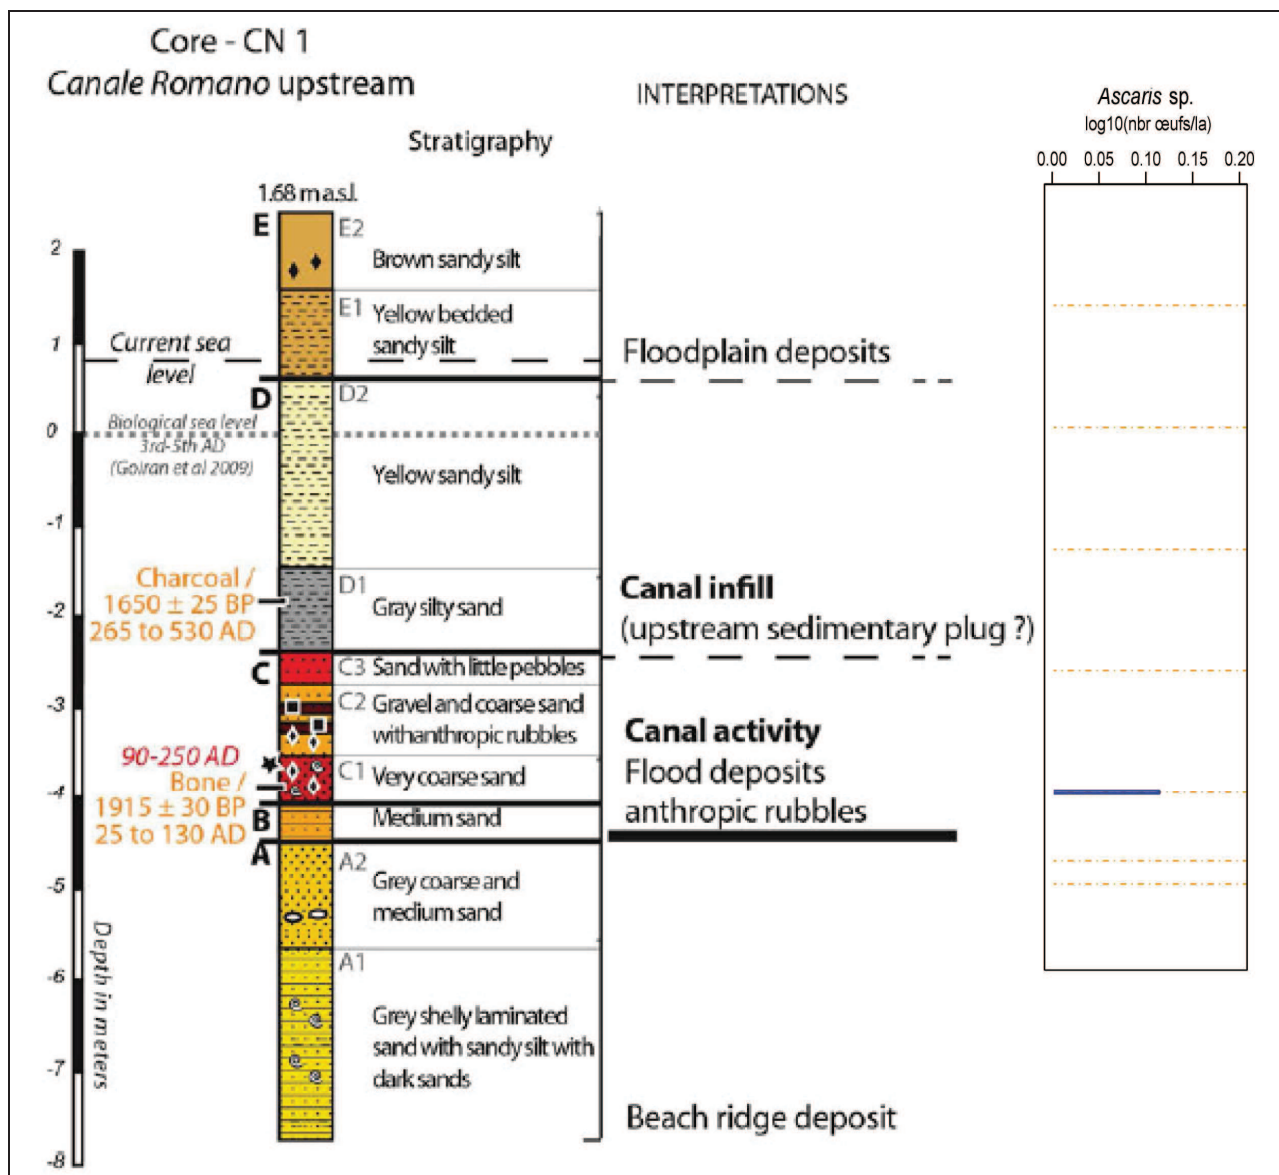 Core - CN 1
Canale Romano upstream
INTERPRETATIONS
Ascaris sp.
log10(nbr œufs/la)
0.00 0.05 0.10 0.15 0.20
Stratigraphy
1.68 m a.s.l.
E
E2
Brown sandy silt
2
E1
Yellow bedded
sandy silt
1
Current sea
level
Floodplain deposits
D
D2
0
Biological sea level
3rd-5th AD
(Goiran et al 2009)
Yellow sandy silt
-1
Charcoal /
1650 ± 25 BP
265 to 530 AD
D1
Gray silty sand
-2
Canal infill
(upstream sedimentary plug ?)
C
C3 Sand with little pebbles
-3
C2 Gravel and coarse sand
withanthropic rubbles
Canal activity
Flood deposits
anthropic rubbles
90-250 AD
Bone /
1915 ± 30 BP
25 to 130 AD
C1 Very coarse sand
-4
B
Medium sand
A
A2
Grey coarse and
medium sand
-5
A1
-6
Grey shelly laminated
sand with sandy silt with
dark sands
-7
Depth in meters
Beach ridge deposit
-8